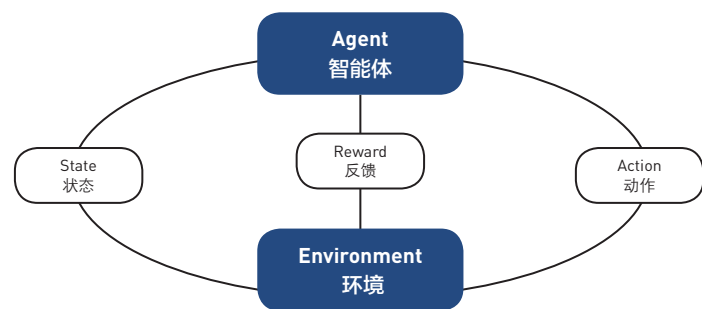 Agent
智能体
State
状态
Reward
反馈
Action
动作
Environment
环境